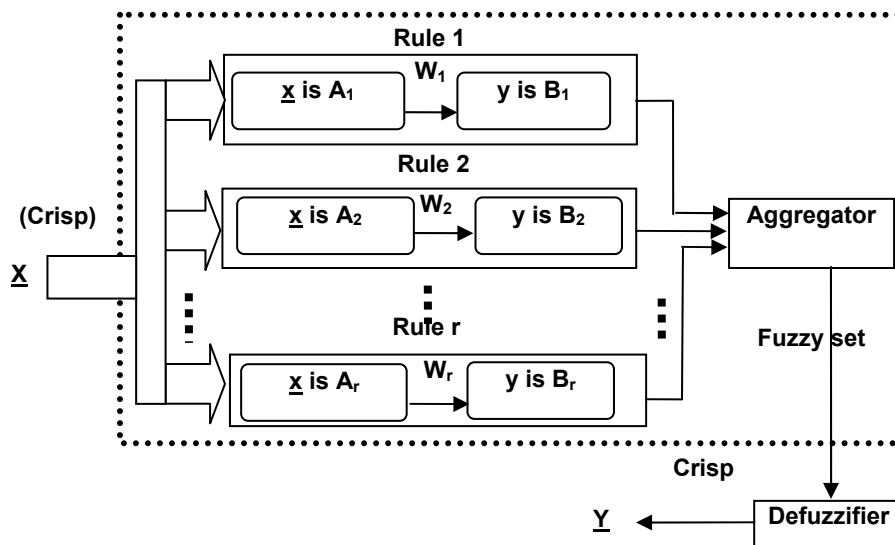 Rule 1
W₁
x is A₁
y is B₁
Rule 2
W₂
x is A₂
y is B₂
(Crisp)
X
Aggregator
Rule r
Wᵣ
x is Aᵣ
y is Bᵣ
Fuzzy set
Crisp
Y
Defuzzifier